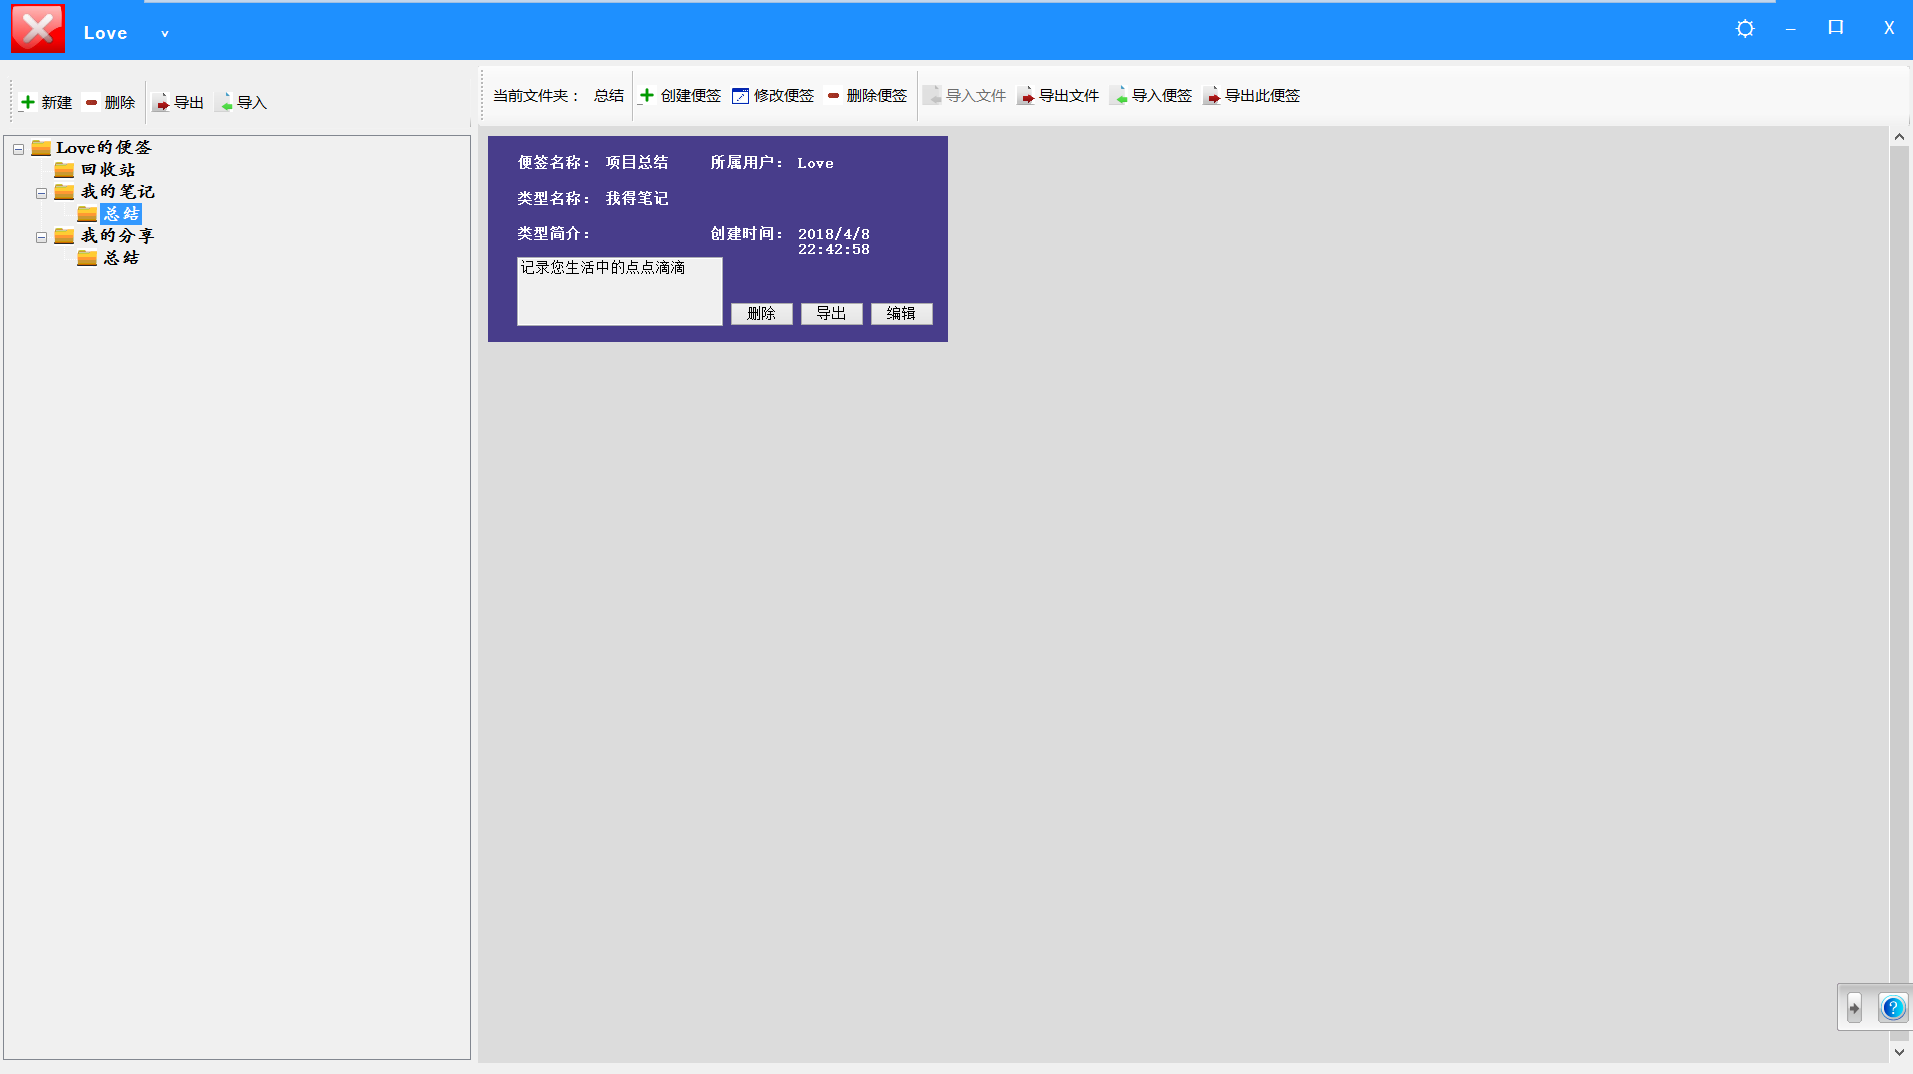 Love
新建 删除 导出 导入
当前文件夹： 总结 创建便签 修改便签 删除便签 导入文件 导出文件 导入便签 导出此便签
Love的便签
回收站
我的笔记
总结
我的分享
总结
便签名称： 项目总结 所属用户： Love
类型名称： 我得笔记
类型简介： 创建时间： 2018/4/8
22:42:58
记录您生活中的点点滴滴
删除 导出 编辑